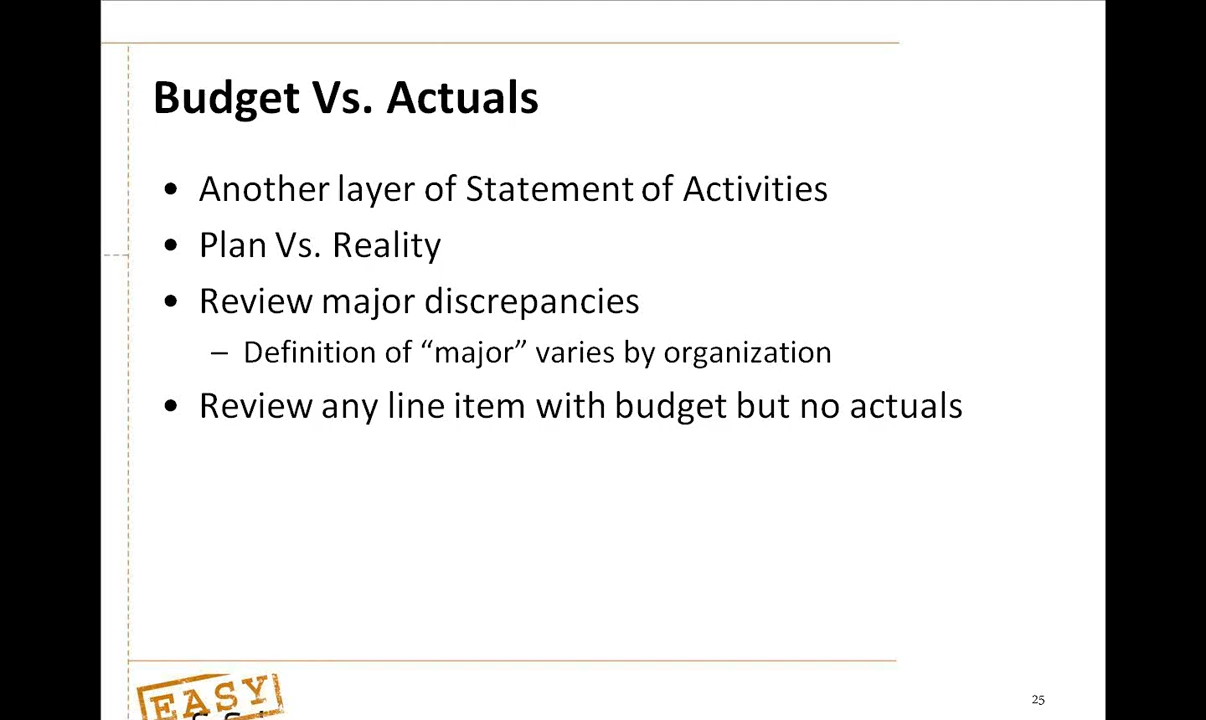 Budget Vs. Actuals
• Another layer of Statement of Activities
• Plan Vs. Reality
• Review major discrepancies
– Definition of “major” varies by organization
• Review any line item with budget but no actuals
EASY
25